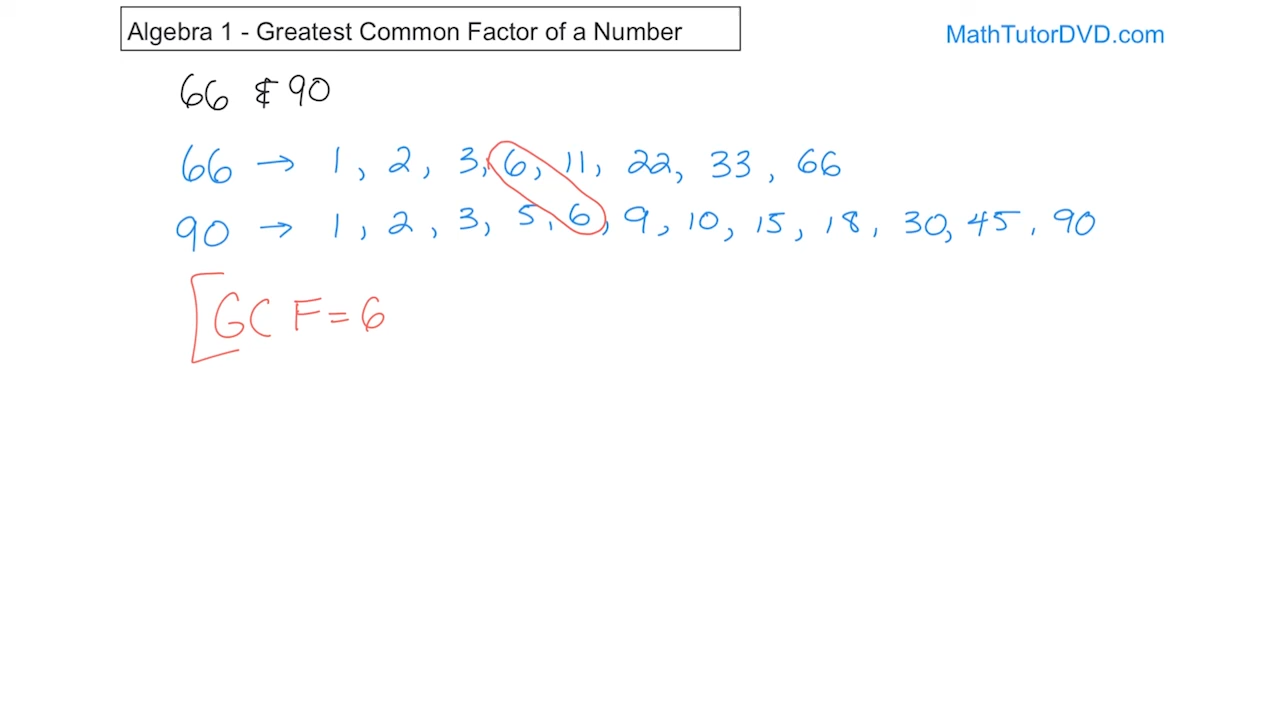 Algebra 1 - Greatest Common Factor of a Number
MathTutorDVD.com
66 & 90
66 → 1, 2, 3, 6, 11, 22, 33, 66
90 → 1, 2, 3, 5, 6, 9, 10, 15, 18, 30, 45, 90
GCF = 6